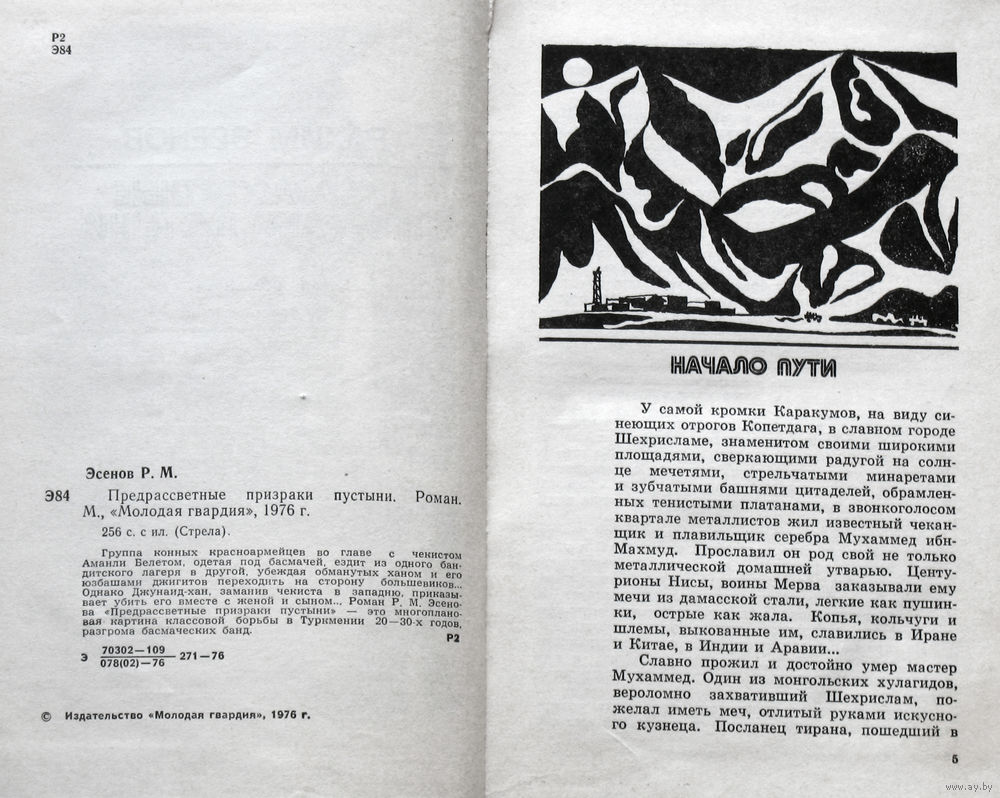 Р2
Э84
Эсенов Р. М.
Э84 Предрассветные призраки пустыни. Роман.
М., «Молодая гвардия», 1976 г.
256 с. с ил. (Стрела).
Группа конных красноармейцев во главе с чекистом
Аманли Белетом, одетая под басмачей, ездит из одного бан-
дитского лагеря в другой, убеждая обманутых ханом и его
юзбашами джигитов переходить на сторону большевиков...
Однако Джунаид-хан, заманив чекиста в западню, приказы-
вает убить его вместе с женой и сыном... Роман Р. М. Эсено-
ва «Предрассветные призраки пустыни» — это многоплано-
вая картина классовой борьбы в Туркмении 20—30-х годов,
разгрома басмаческих банд.
Р2
Э 70302—109
078(02)—76 271—76
© Издательство «Молодая гвардия», 1976 г.
НАЧАЛО ПУТИ
У самой кромки Каракумов, на виду си-
неющих отрогов Копетдага, в славном городе
Шехрисламе, знаменитом своими широкими
площадями, сверкающими радугой на солн-
це мечетями, стрельчатыми минаретами
и зубчатыми башнями цитаделей, обрамлен-
ных тенистыми платанами, в звонкоголосом
квартале металлистов жил известный чекан-
щик и плавильщик серебра Мухаммед ибн-
Махмуд. Прославил он род свой не только
металлической домашней утварью. Центу-
рионы Нисы, воины Мерва заказывали ему
мечи из дамасской стали, легкие как пушин-
ки, острые как жала. Копья, кольчуги и
шлемы, выкованные им, славились в Иране
и Китае, в Индии и Аравии...
Славно прожил и достойно умер мастер
Мухаммед. Один из монгольских хулагидов,
вероломно захвативший Шехрислам, по-
желал иметь меч, отлитый руками искусно-
го кузнеца. Посланец тирана, пошедший в
5
www.ay.by